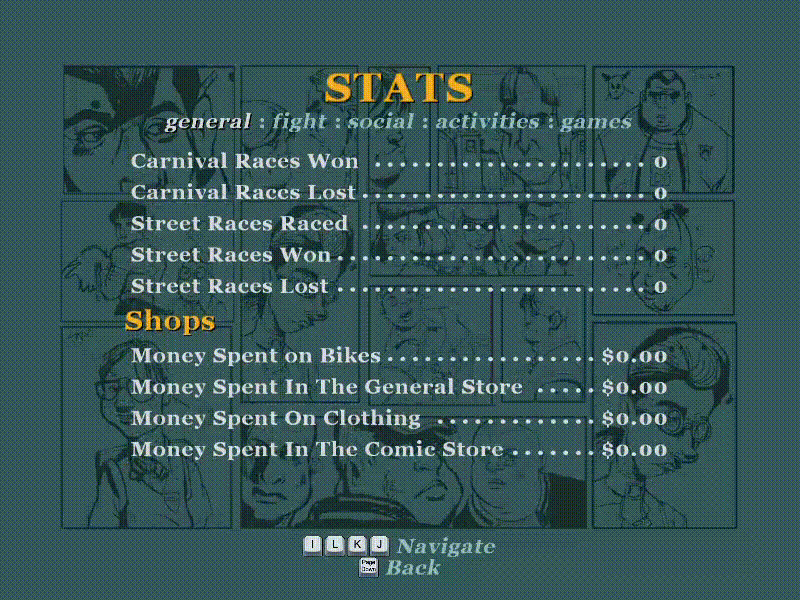 STATS
general : fight : social : activities : games
Carnival Races Won ...................... 0
Carnival Races Lost ....................... 0
Street Races Raced ....................... 0
Street Races Won ......................... 0
Street Races Lost ......................... 0
Shops
Money Spent on Bikes ................. $0.00
Money Spent In The General Store ..... $0.00
Money Spent On Clothing ............. $0.00
Money Spent In The Comic Store ....... $0.00
I L K J Navigate
Page Down Back